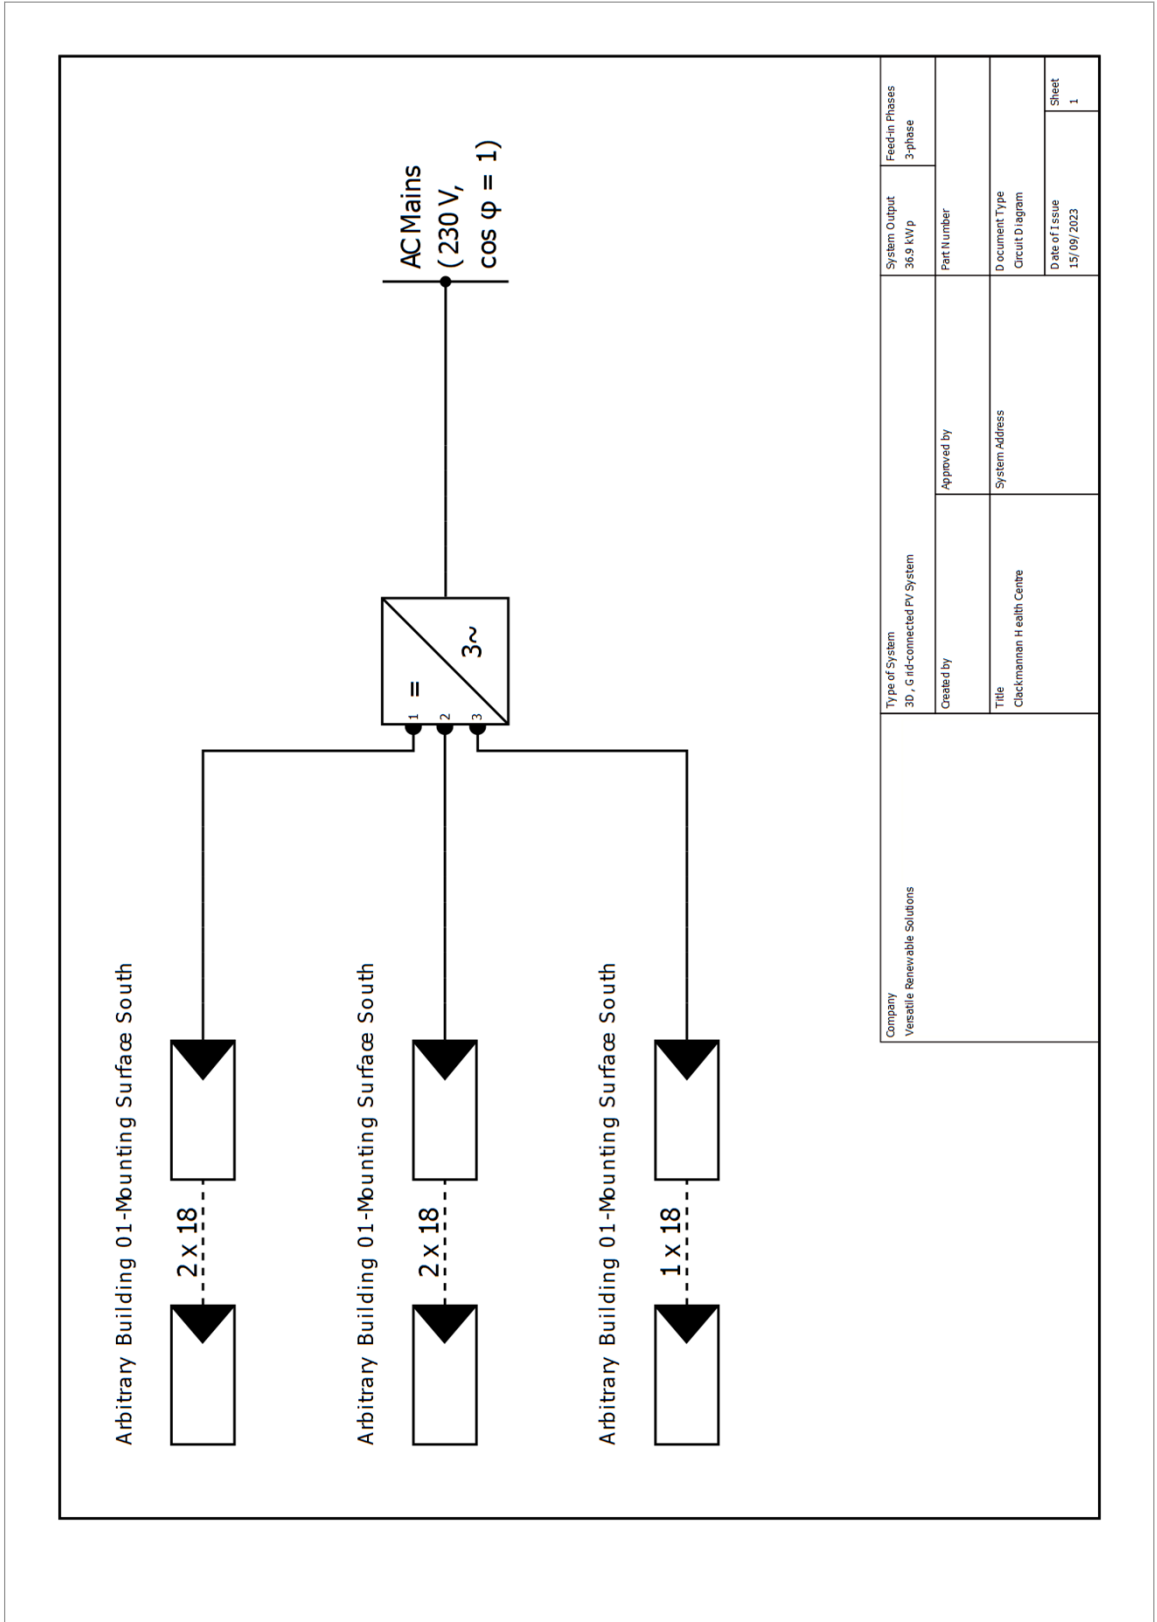 Arbitrary Building 01-Mounting Surface South
2 x 18
Arbitrary Building 01-Mounting Surface South
2 x 18
Arbitrary Building 01-Mounting Surface South
1 x 18
1
2
3
=
3~
AC Mains
(230 V,
cos φ = 1)
Company
Versatile Renewable Solutions
Type of System
3D, Grid-connected PV System
System Output
36.9 kWp
Feed-in Phases
3-phase
Created by
Approved by
Part Number
Title
Clackmannan Health Centre
System Address
Document Type
Circuit Diagram
Date of Issue
15/09/2023
Sheet
1